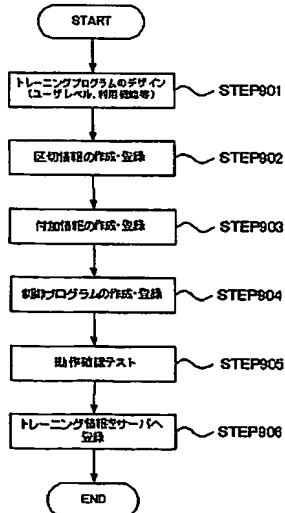 START
トレーニングプログラムのデザイン
(ユーザレベル、利用機能等)
STEP901
区切情報の作成・登録
STEP902
付加情報の作成・登録
STEP903
制御プログラムの作成・登録
STEP904
動作確認テスト
STEP905
トレーニング情報をサーバへ
登録
STEP906
END